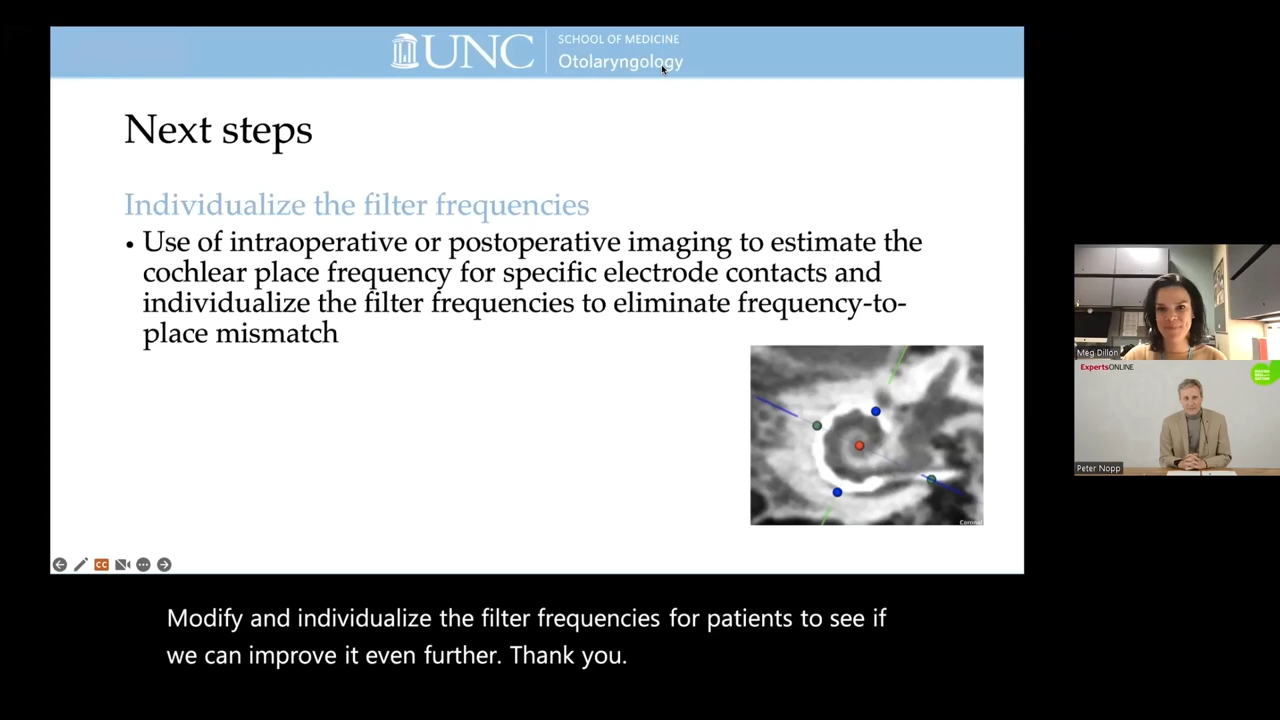 UNC
SCHOOL OF MEDICINE
Otolaryngology
Next steps
Individualize the filter frequencies
• Use of intraoperative or postoperative imaging to estimate the
cochlear place frequency for specific electrode contacts and
individualize the filter frequencies to eliminate frequency-to-
place mismatch
Coronal
CC
Meg Dillon
ExpertsONLINE
Peter Nopp
Modify and individualize the filter frequencies for patients to see if
we can improve it even further. Thank you.